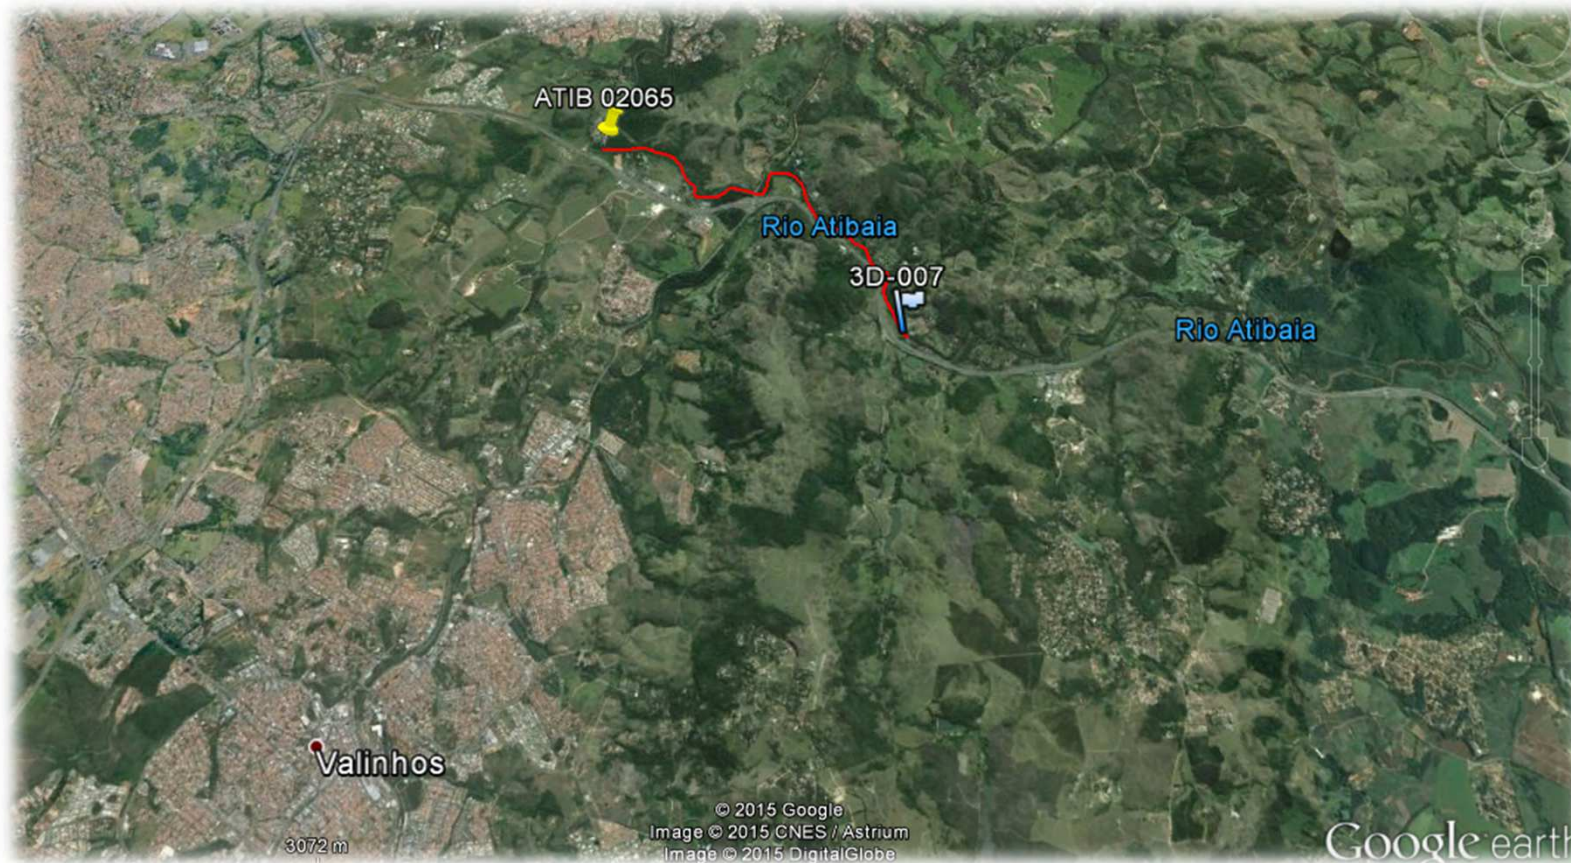 ATIB 02065
Rio Atibaia
3D-007
Rio Atibaia
Valinhos
3072 m
© 2015 Google
Image © 2015 CNES / Astrium
Image © 2015 DigitalGlobe
Google earth